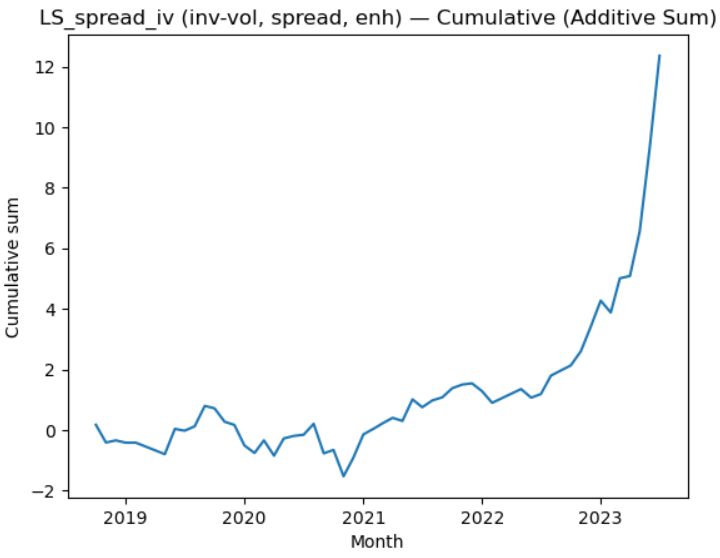 LS_spread_iv (inv-vol, spread, enh) — Cumulative (Additive Sum)
12
10
8
6
4
2
0
−2
Cumulative sum
2019 2020 2021 2022 2023
Month